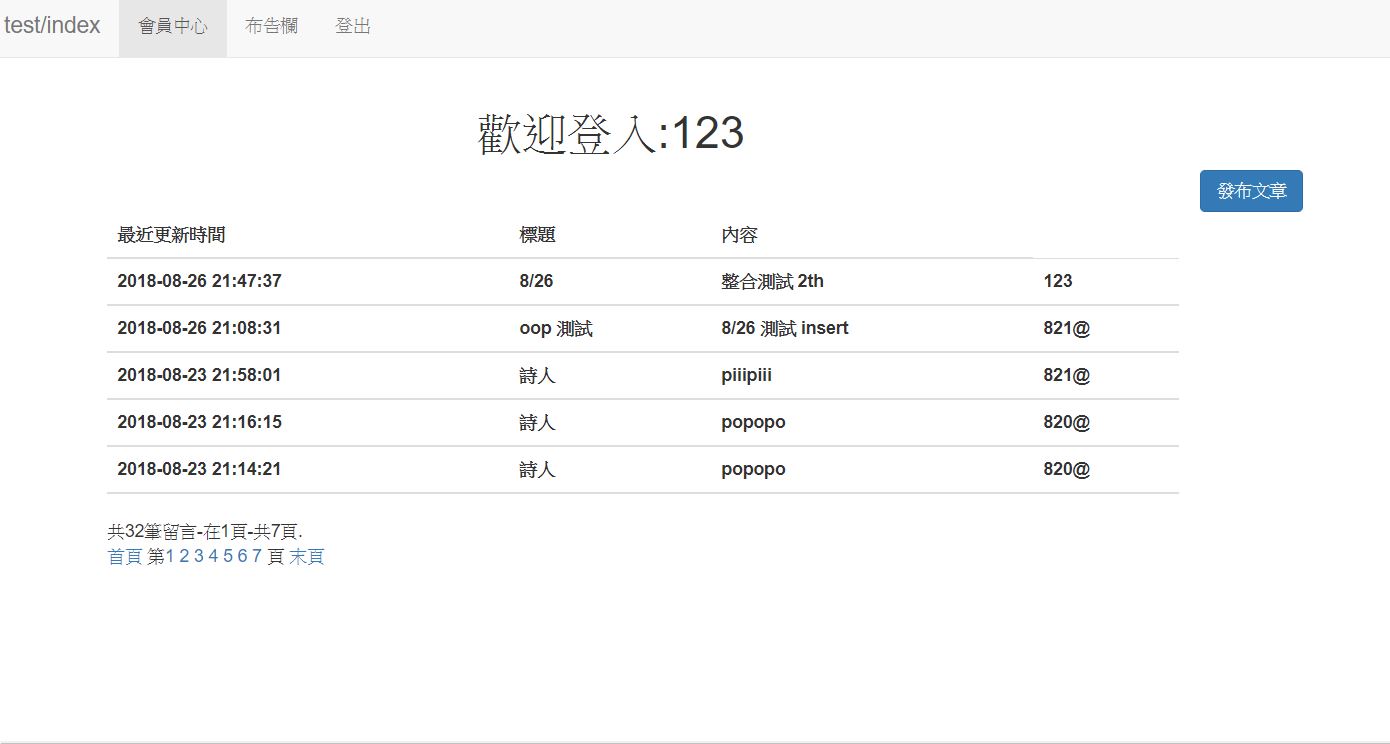 test/index 會員中心 布告欄 登出
歡迎登入:123
發布文章
最近更新時間 標題 內容
2018-08-26 21:47:37 8/26 整合測試 2th 123
2018-08-26 21:08:31 oop 測試 8/26 測試 insert 821@
2018-08-23 21:58:01 詩人 piiipiii 821@
2018-08-23 21:16:15 詩人 popopo 820@
2018-08-23 21:14:21 詩人 popopo 820@
共32筆留言-在1頁-共7頁.
首頁 第1 2 3 4 5 6 7 頁 末頁